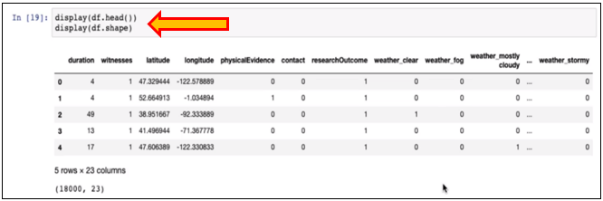 In [19]: display(df.head())
display(df.shape)
duration witnesses latitude longitude physicalEvidence contact researchOutcome weather_clear weather_fog weather_mostly cloudy ... weather_stormy
0 4 1 47.329444 -122.578889 0 0 1 0 0 0 ... 0
1 4 1 52.664913 -1.034894 1 0 1 0 0 0 ... 0
2 49 1 38.951667 -92.333889 0 0 1 1 0 0 ... 0
3 13 1 41.496944 -71.367778 0 0 1 0 0 0 ... 0
4 17 1 47.606389 -122.330833 0 0 1 0 0 1 ... 0
5 rows × 23 columns
(18000, 23)